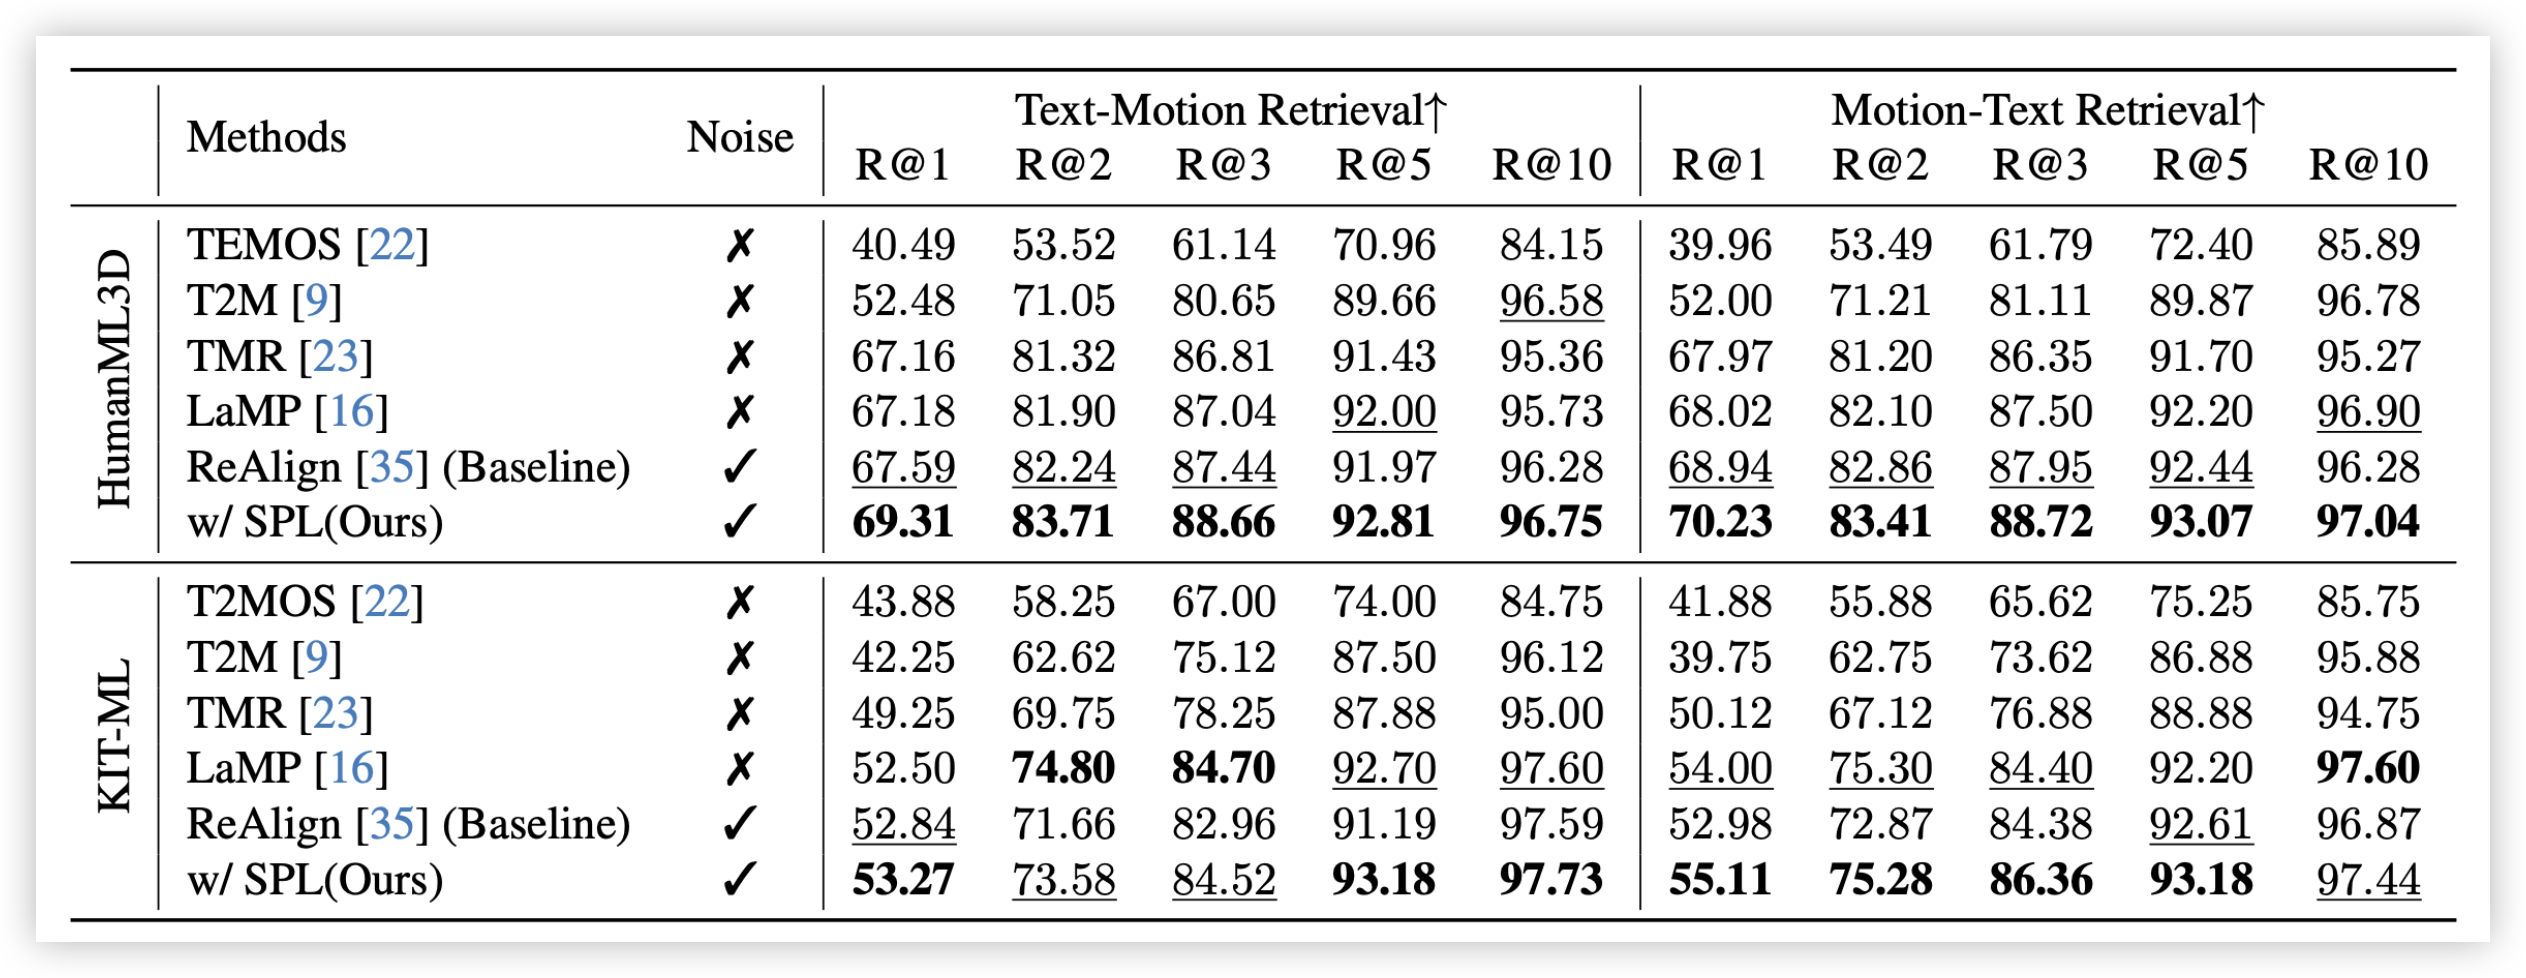 Text-Motion Retrieval↑ Motion-Text Retrieval↑
Methods Noise
R@1 R@2 R@3 R@5 R@10 R@1 R@2 R@3 R@5 R@10
HumanML3D
TEMOS [22] ✗ 40.49 53.52 61.14 70.96 84.15 39.96 53.49 61.79 72.40 85.89
T2M [9] ✗ 52.48 71.05 80.65 89.66 96.58 52.00 71.21 81.11 89.87 96.78
TMR [23] ✗ 67.16 81.32 86.81 91.43 95.36 67.97 81.20 86.35 91.70 95.27
LaMP [16] ✗ 67.18 81.90 87.04 92.00 95.73 68.02 82.10 87.50 92.20 96.90
ReAlign [35] (Baseline) ✓ 67.59 82.24 87.44 91.97 96.28 68.94 82.86 87.95 92.44 96.28
w/ SPL(Ours) ✓ 69.31 83.71 88.66 92.81 96.75 70.23 83.41 88.72 93.07 97.04
KIT-ML
T2MOS [22] ✗ 43.88 58.25 67.00 74.00 84.75 41.88 55.88 65.62 75.25 85.75
T2M [9] ✗ 42.25 62.62 75.12 87.50 96.12 39.75 62.75 73.62 86.88 95.88
TMR [23] ✗ 49.25 69.75 78.25 87.88 95.00 50.12 67.12 76.88 88.88 94.75
LaMP [16] ✗ 52.50 74.80 84.70 92.70 97.60 54.00 75.30 84.40 92.20 97.60
ReAlign [35] (Baseline) ✓ 52.84 71.66 82.96 91.19 97.59 52.98 72.87 84.38 92.61 96.87
w/ SPL(Ours) ✓ 53.27 73.58 84.52 93.18 97.73 55.11 75.28 86.36 93.18 97.44